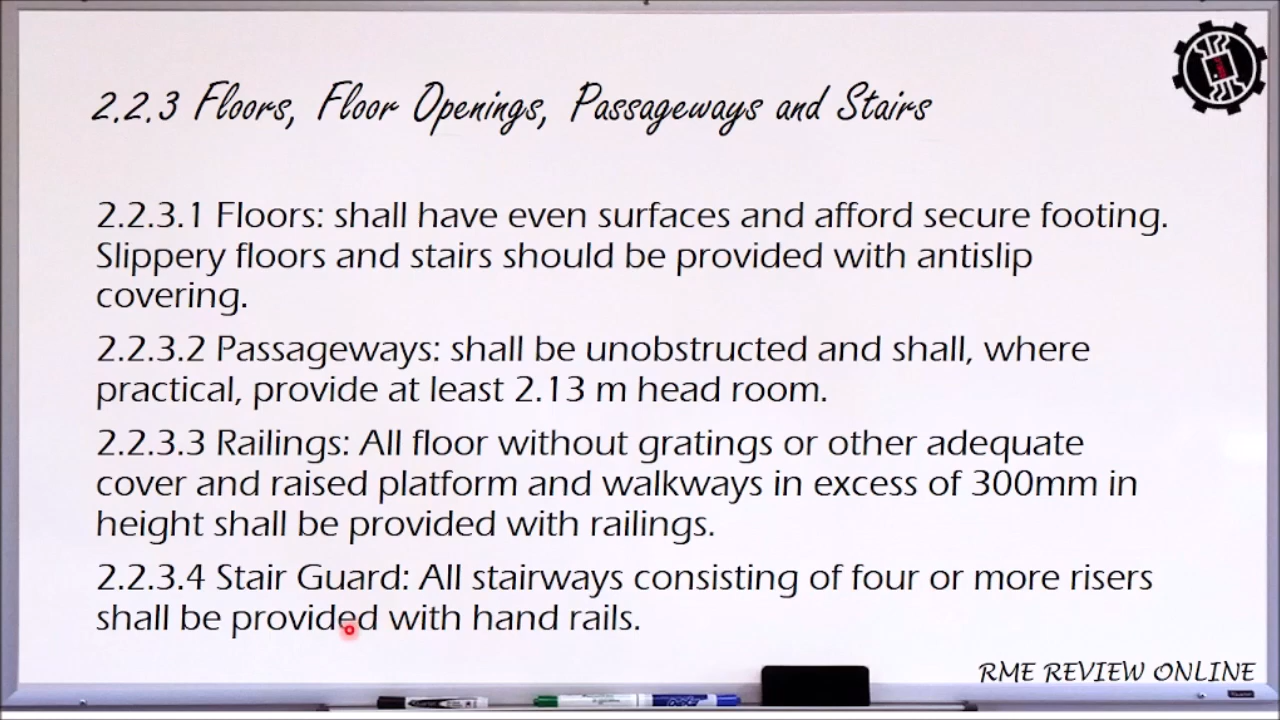 2.2.3 Floors, Floor Openings, Passageways and Stairs
2.2.3.1 Floors: shall have even surfaces and afford secure footing.
Slippery floors and stairs should be provided with antislip
covering.
2.2.3.2 Passageways: shall be unobstructed and shall, where
practical, provide at least 2.13 m head room.
2.2.3.3 Railings: All floor without gratings or other adequate
cover and raised platform and walkways in excess of 300mm in
height shall be provided with railings.
2.2.3.4 Stair Guard: All stairways consisting of four or more risers
shall be provided with hand rails.
RME REVIEW ONLINE